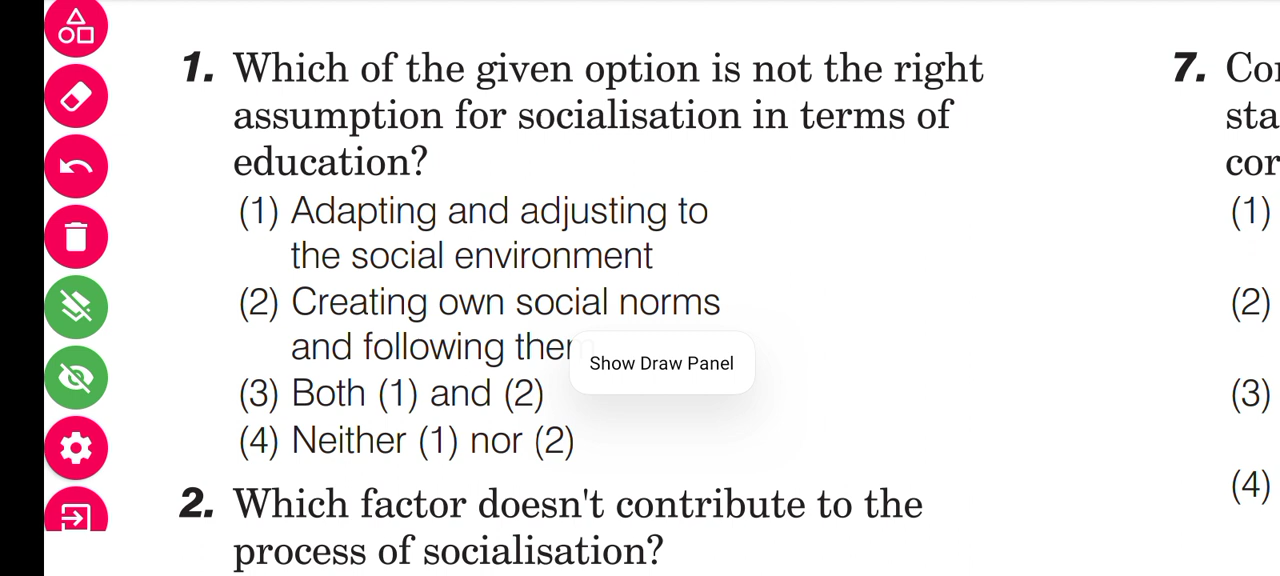 1. Which of the given option is not the right
assumption for socialisation in terms of
education?
(1) Adapting and adjusting to
the social environment
(2) Creating own social norms
and following
Show Draw Panel
(3) Both (1) and (2)
(4) Neither (1) nor (2)
2. Which factor doesn't contribute to the
process of socialisation?
7.
(1)
(2)
(3)
(4)